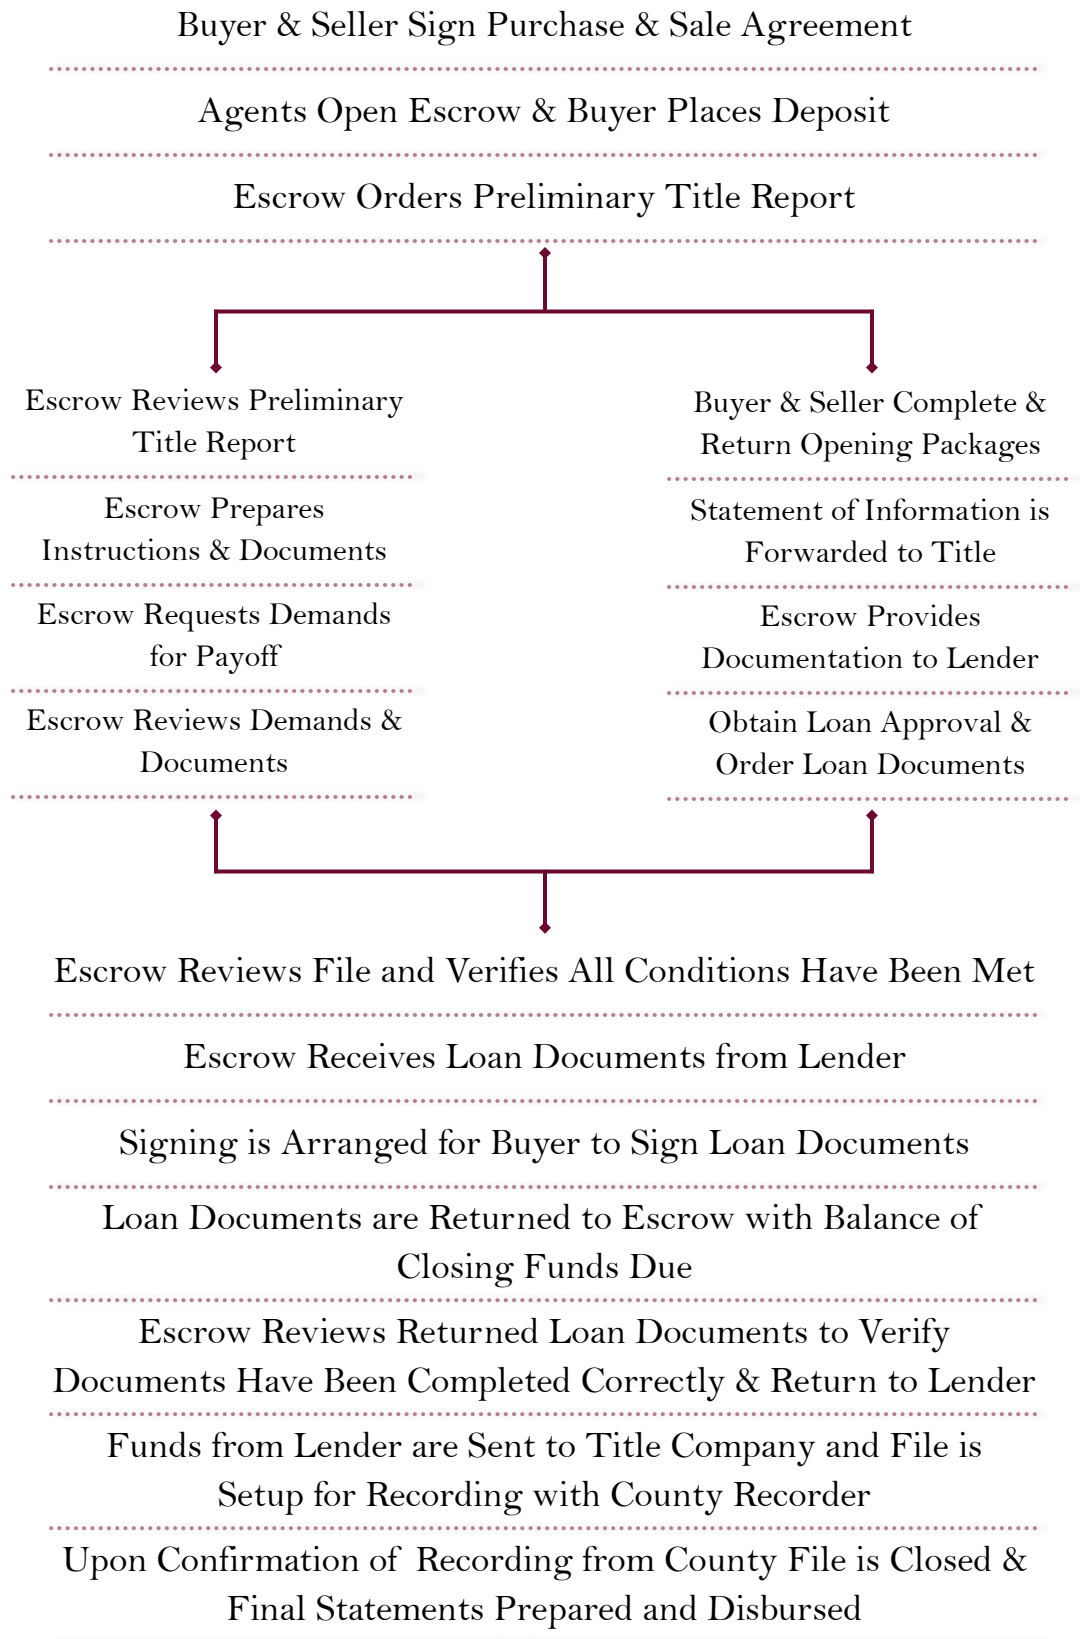 Buyer & Seller Sign Purchase & Sale Agreement
Agents Open Escrow & Buyer Places Deposit
Escrow Orders Preliminary Title Report
Escrow Reviews Preliminary
Title Report
Escrow Prepares
Instructions & Documents
Escrow Requests Demands
for Payoff
Escrow Reviews Demands &
Documents
Buyer & Seller Complete &
Return Opening Packages
Statement of Information is
Forwarded to Title
Escrow Provides
Documentation to Lender
Obtain Loan Approval &
Order Loan Documents
Escrow Reviews File and Verifies All Conditions Have Been Met
Escrow Receives Loan Documents from Lender
Signing is Arranged for Buyer to Sign Loan Documents
Loan Documents are Returned to Escrow with Balance of
Closing Funds Due
Escrow Reviews Returned Loan Documents to Verify
Documents Have Been Completed Correctly & Return to Lender
Funds from Lender are Sent to Title Company and File is
Setup for Recording with County Recorder
Upon Confirmation of Recording from County File is Closed &
Final Statements Prepared and Disbursed